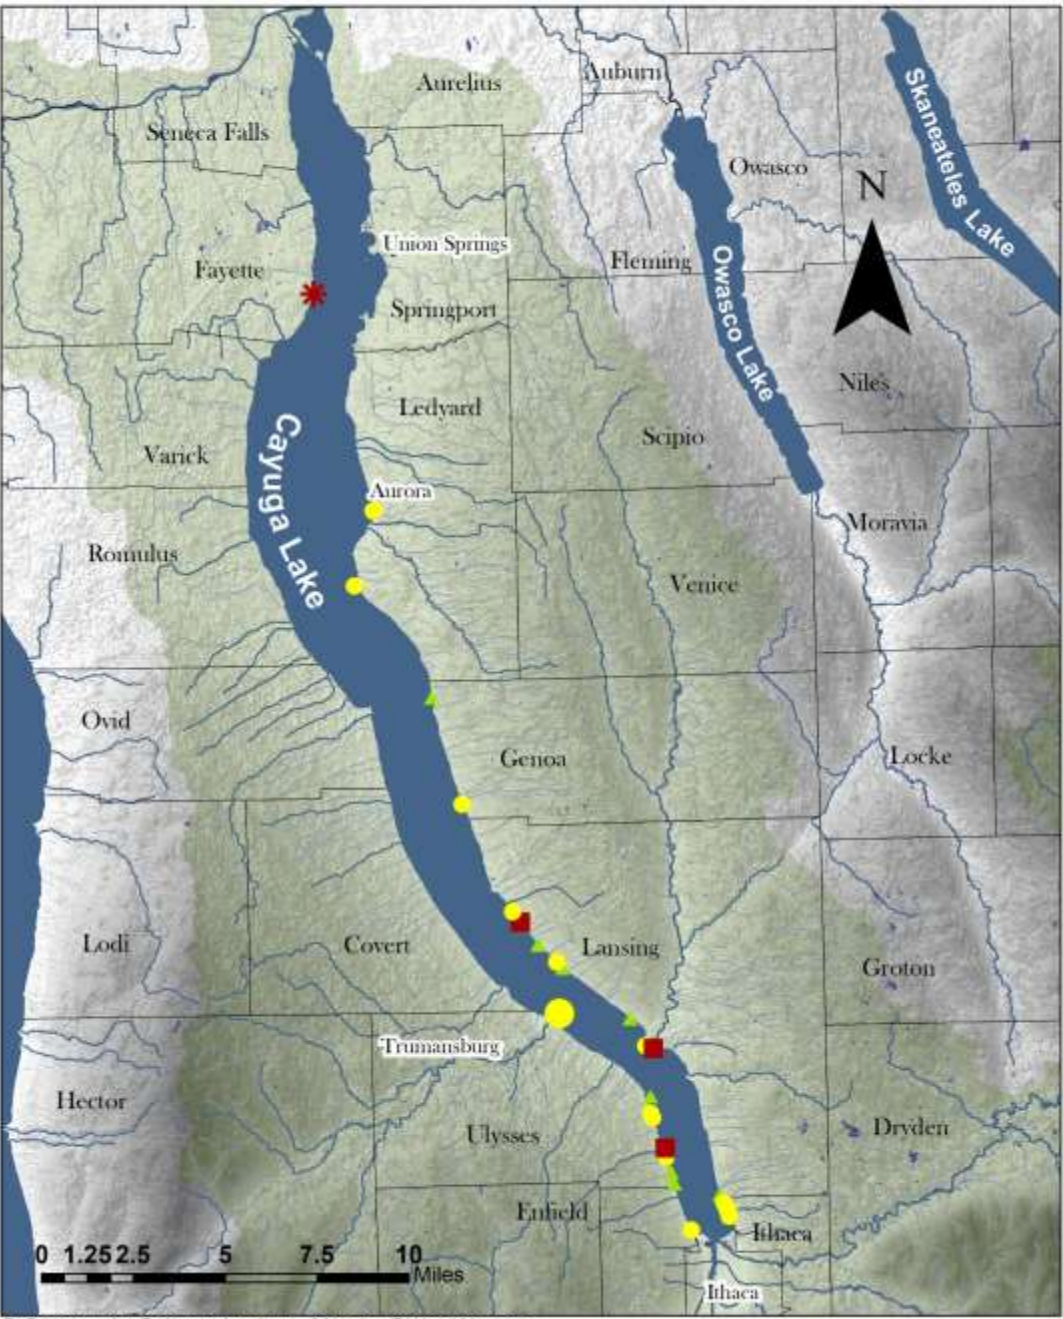 Aurelius
Auburn
Seneca Falls
Skaneateles Lake
Owasco
N
Union Springs
Fleming
Fayette
Owasco Lake
Springport
Niles
Ledyard
Scipio
Cayuga Lake
Varick
Aurora
Moravia
Romulus
Venice
Ovid
Genoa
Locke
Lodi
Covert
Lansing
Groton
Trumansburg
Hector
Ulysses
Dryden
Enfield
Ithaca
0 1.25 2.5 5 7.5 10
Miles
Ithaca